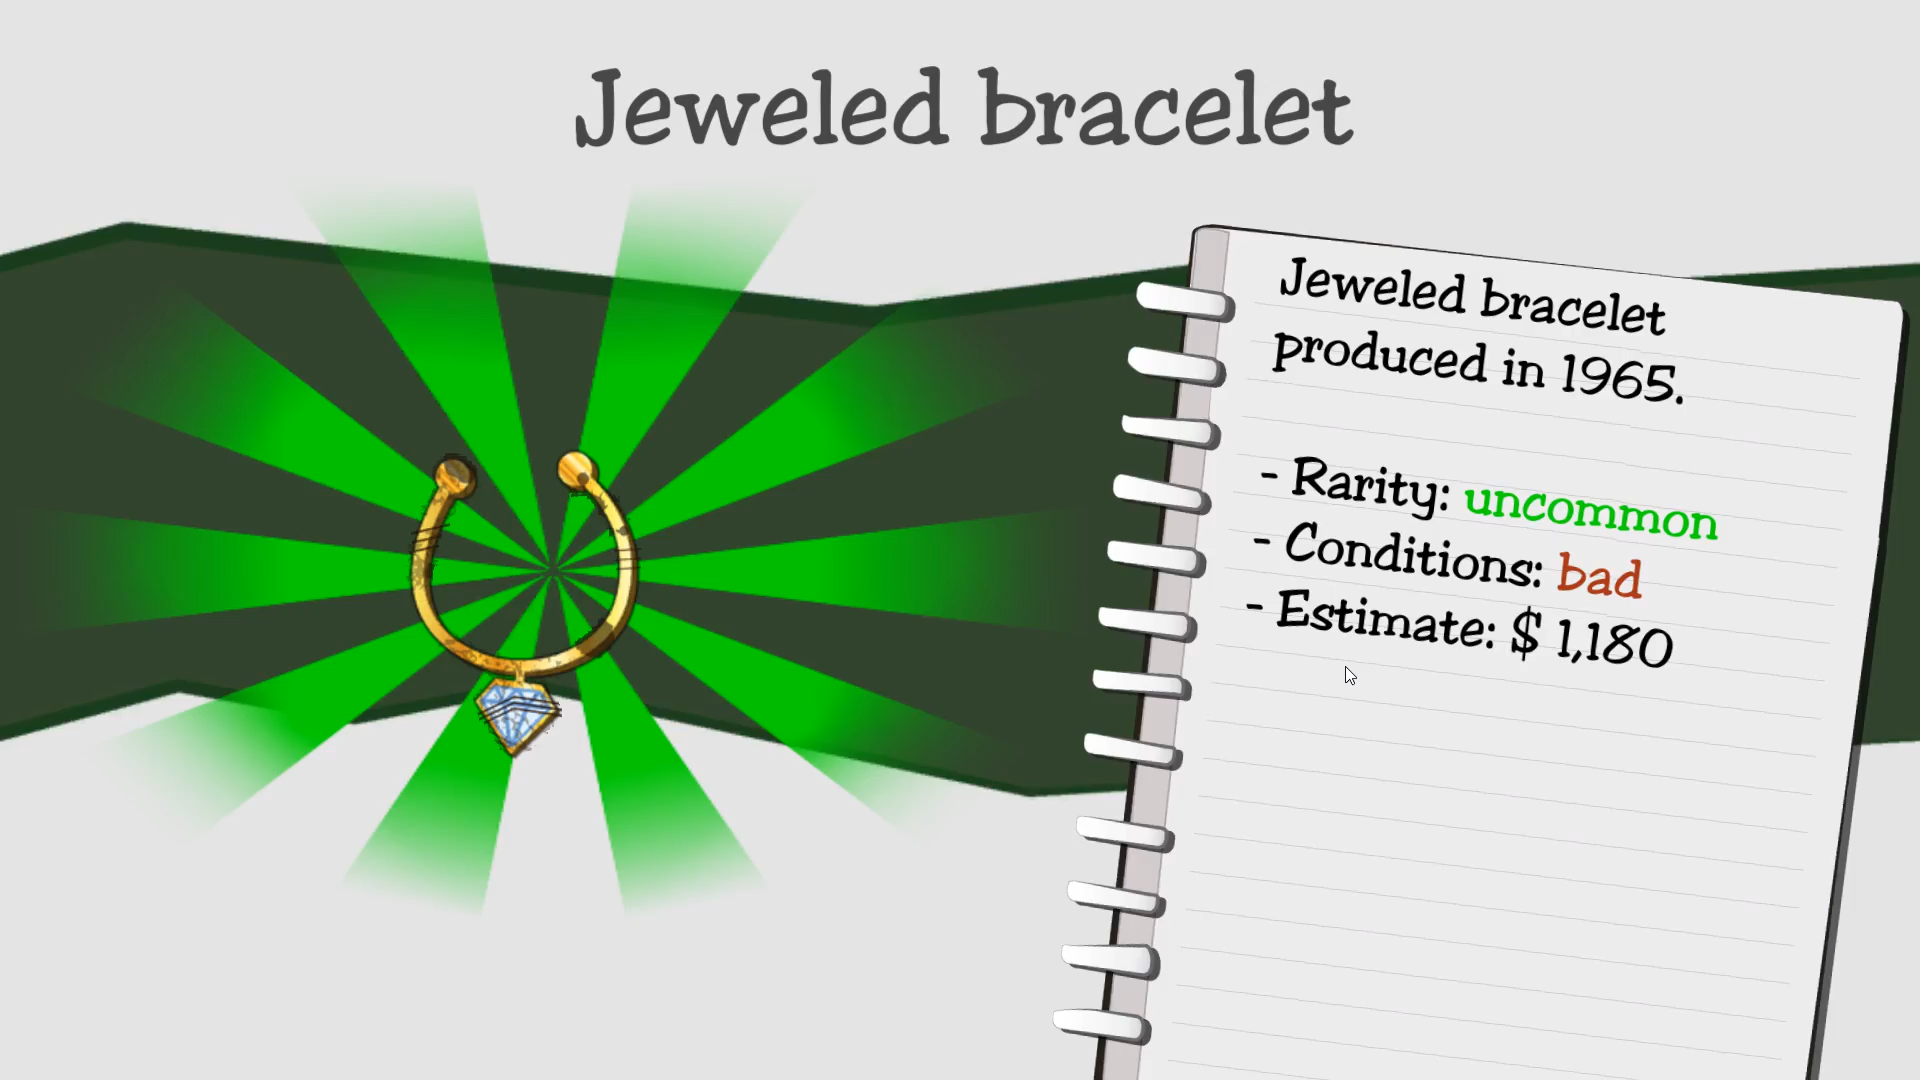 Jeweled bracelet
Jeweled bracelet
produced in 1965.
- Rarity: uncommon
- Conditions: bad
- Estimate: $ 1,180